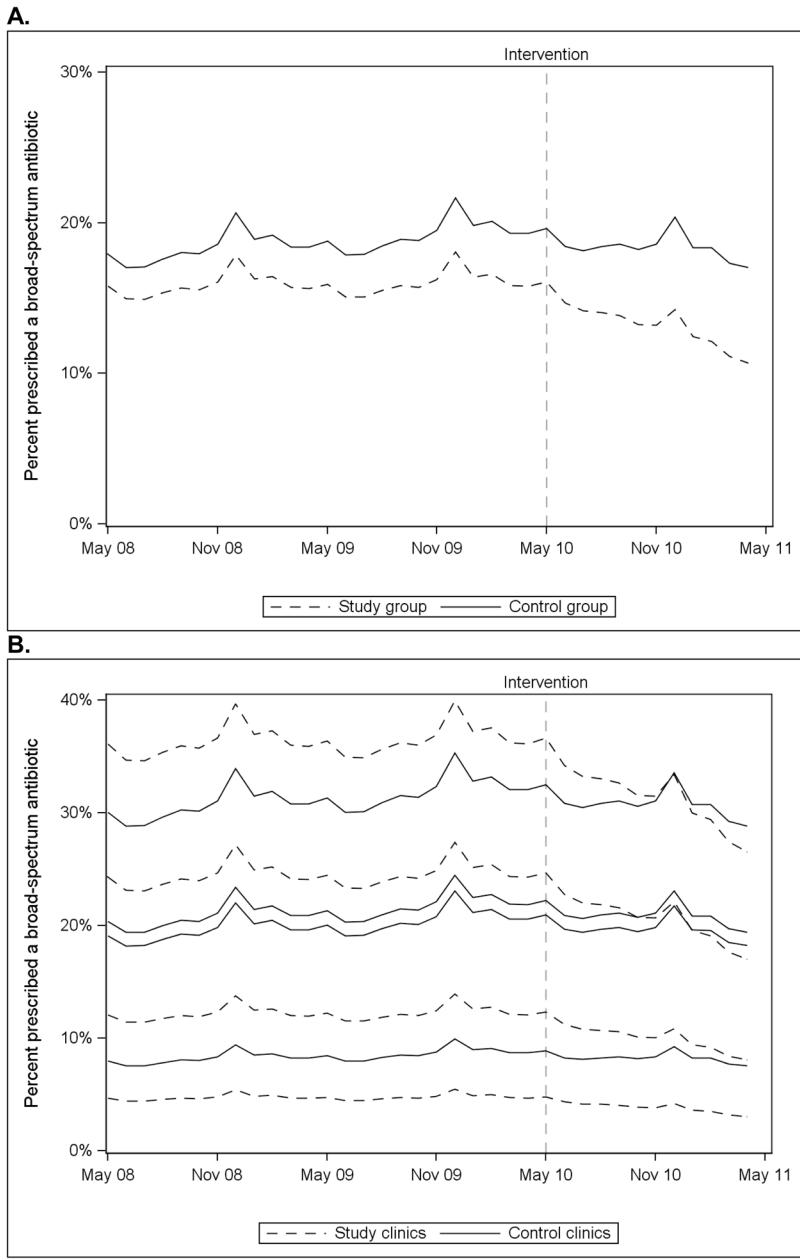 A.
Intervention
30%
20%
10%
0%
Percent prescribed a broad-spectrum antibiotic
May 08 Nov 08 May 09 Nov 09 May 10 Nov 10 May 11
Study group Control group
B.
Intervention
40%
30%
20%
10%
0%
Percent prescribed a broad-spectrum antibiotic
May 08 Nov 08 May 09 Nov 09 May 10 Nov 10 May 11
Study clinics Control clinics